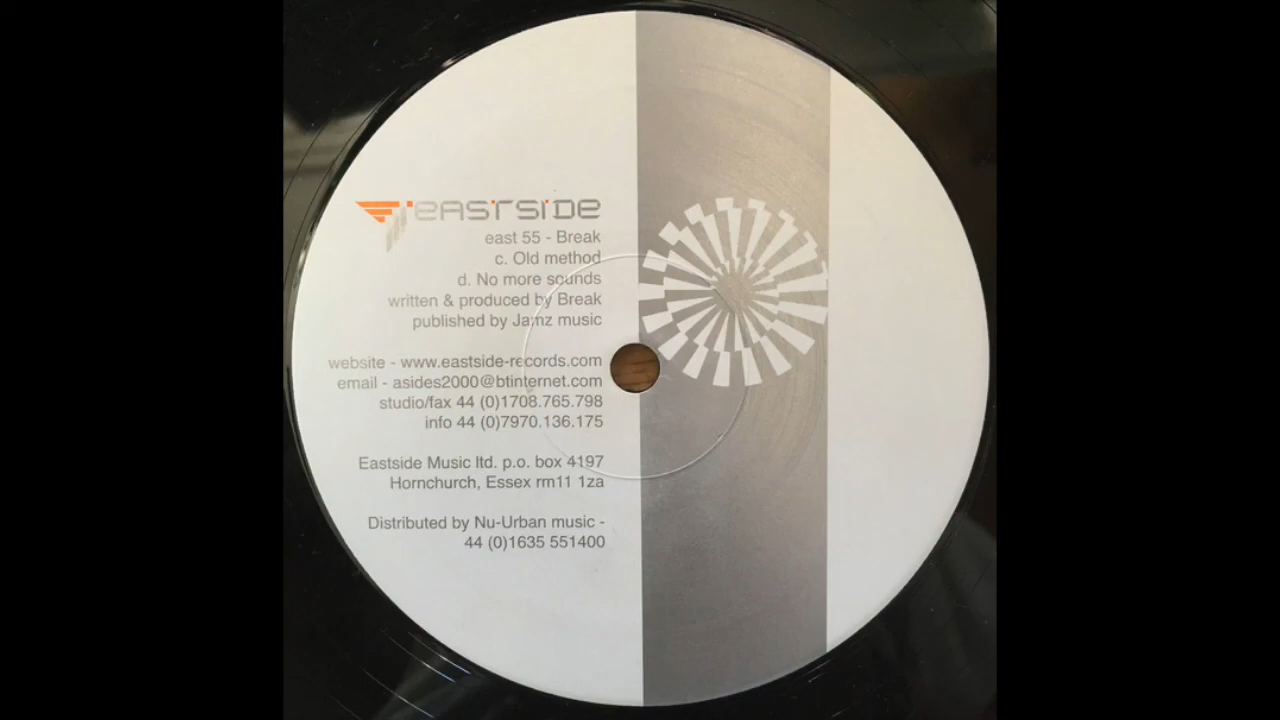 EASTSIDE
east 55 - Break
c. Old method
d. No more sounds
written & produced by Break
published by Jamz music
website - www.eastside-records.com
email - asides2000@btinternet.com
studio/fax 44 (0)1708.765.798
info 44 (0)7970.136.175
Eastside Music ltd. p.o. box 4197
Hornchurch, Essex rm11 1za
Distributed by Nu-Urban music -
44 (0)1635 551400